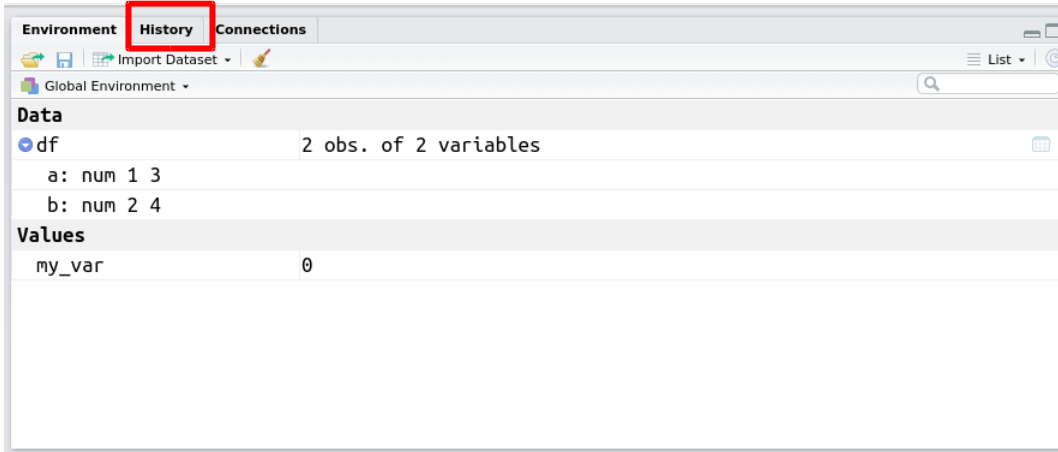 Environment History Connections
Import Dataset List
Global Environment
Data
df 2 obs. of 2 variables
a: num 1 3
b: num 2 4
Values
my_var 0